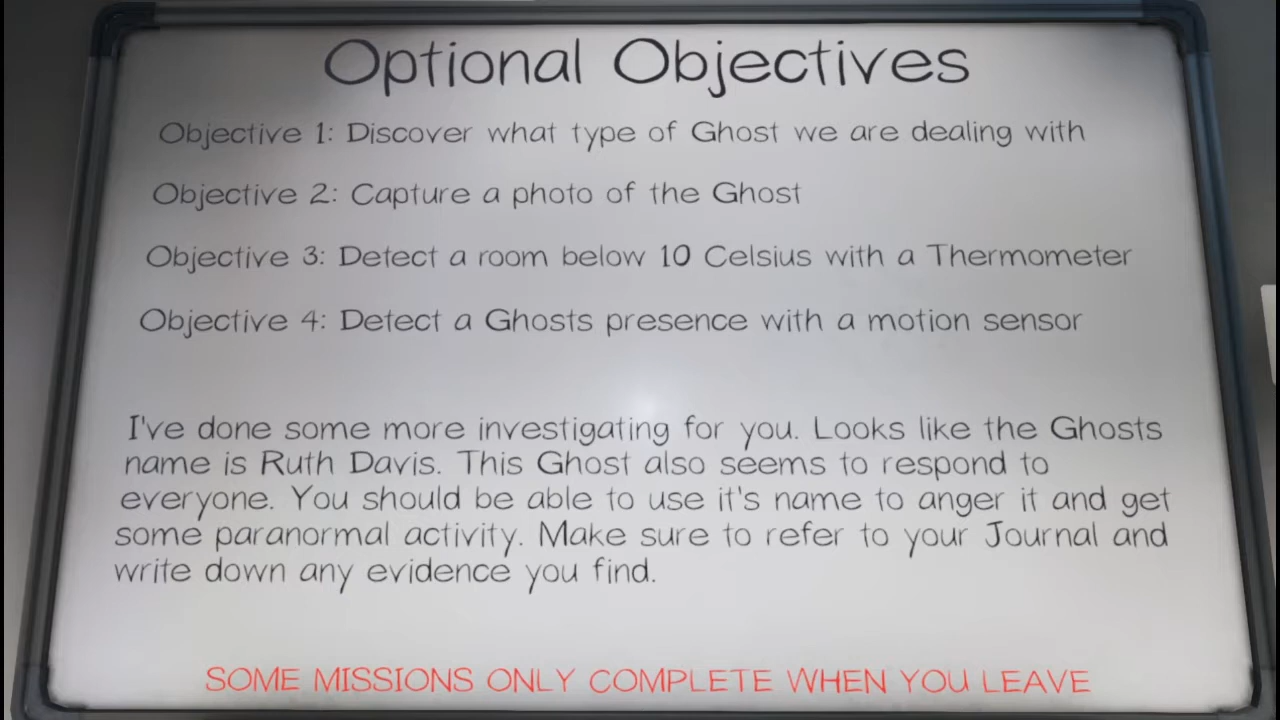 Optional Objectives
Objective 1: Discover what type of Ghost we are dealing with
Objective 2: Capture a photo of the Ghost
Objective 3: Detect a room below 10 Celsius with a Thermometer
Objective 4: Detect a Ghosts presence with a motion sensor
I've done some more investigating for you. Looks like the Ghosts
name is Ruth Davis. This Ghost also seems to respond to
everyone. You should be able to use it's name to anger it and get
some paranormal activity. Make sure to refer to your Journal and
write down any evidence you find.
SOME MISSIONS ONLY COMPLETE WHEN YOU LEAVE